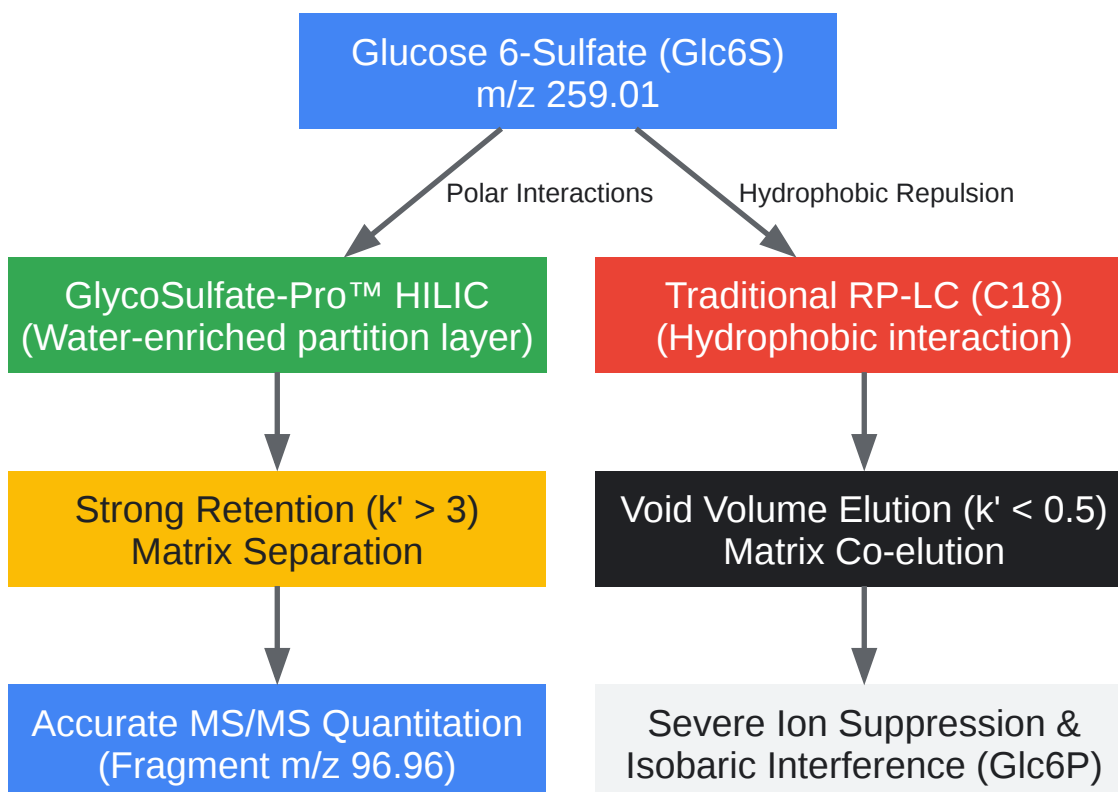 Glucose 6-Sulfate (Glc6S)
m/z 259.01
Polar Interactions
Hydrophobic Repulsion
GlycoSulfate-Pro™ HILIC
(Water-enriched partition layer)
Traditional RP-LC (C18)
(Hydrophobic interaction)
Strong Retention (k' > 3)
Matrix Separation
Void Volume Elution (k' < 0.5)
Matrix Co-elution
Accurate MS/MS Quantitation
(Fragment m/z 96.96)
Severe Ion Suppression &
Isobaric Interference (Glc6P)